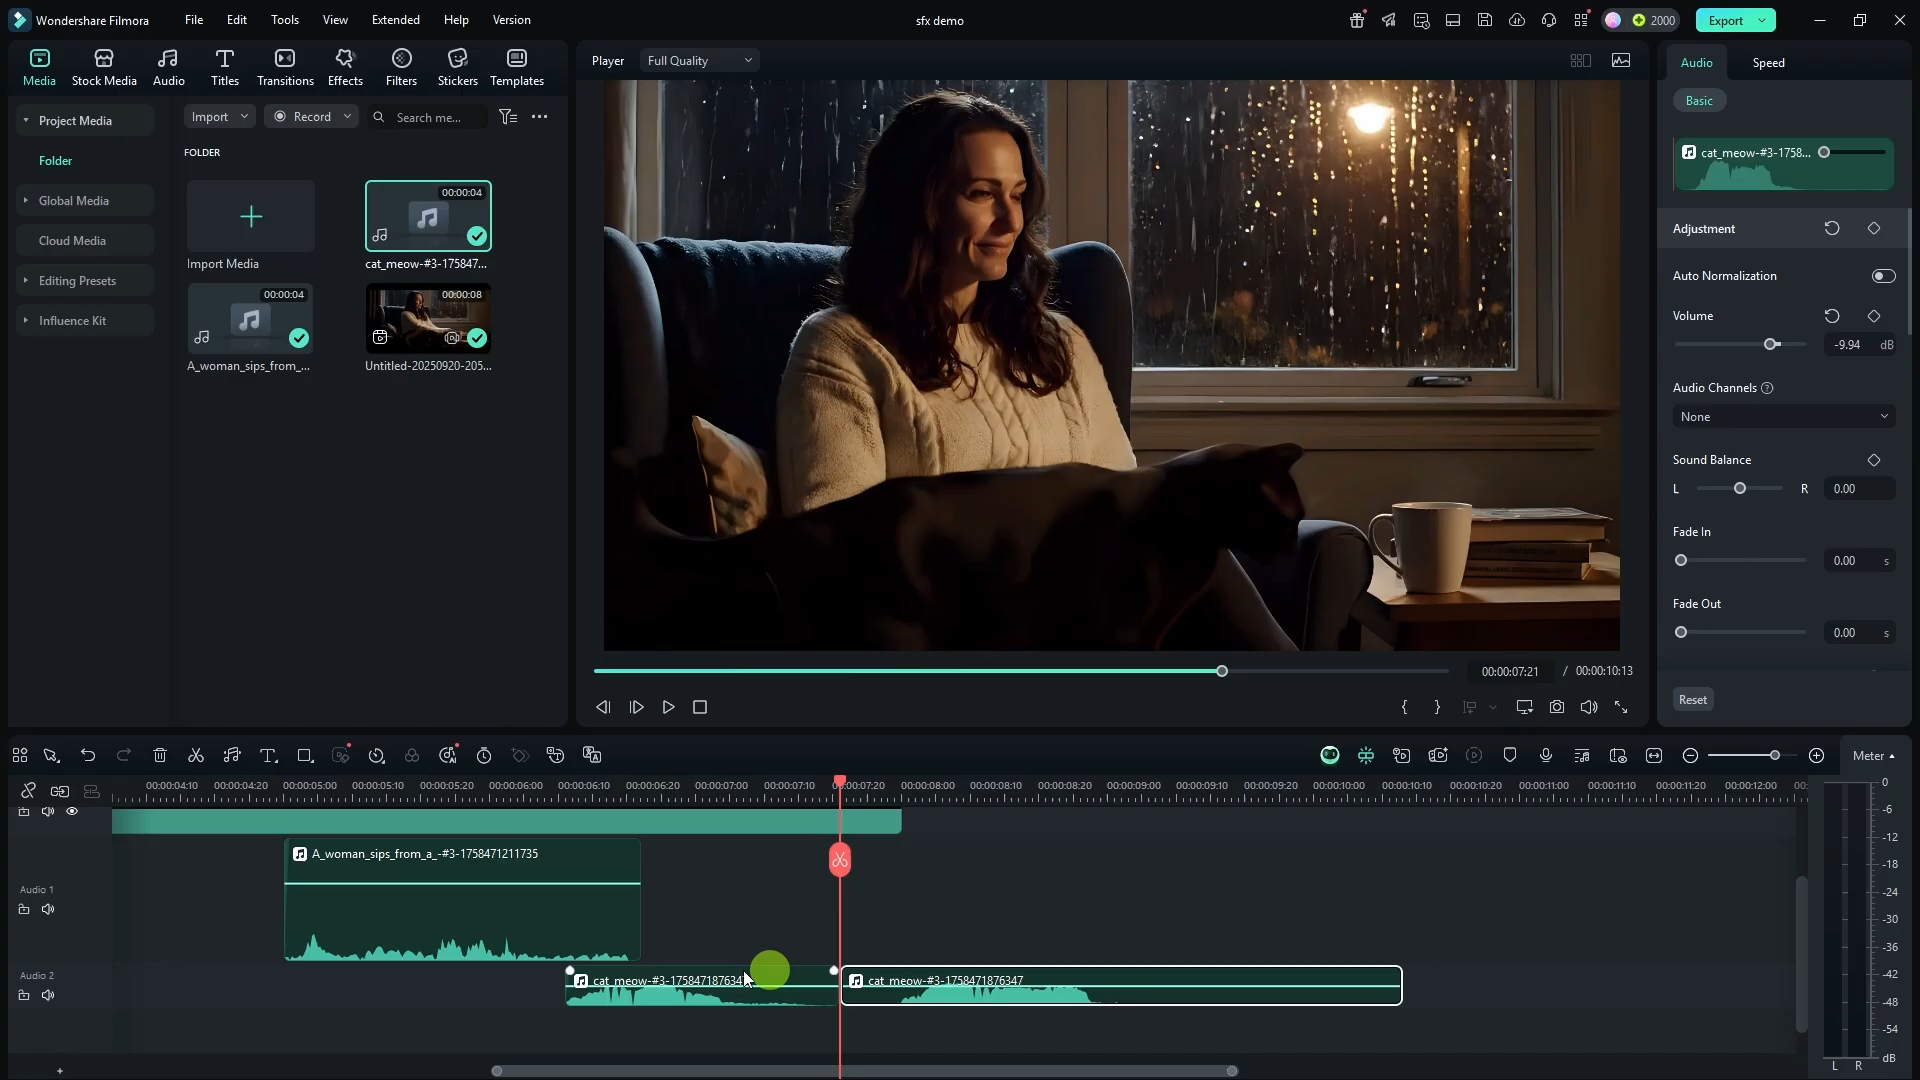 Wondershare Filmora File Edit Tools View Extended Help Version sfx demo 2000 Export
Media Stock Media Audio Titles Transitions Effects Filters Stickers Templates
Player Full Quality
Audio Speed
Basic
Project Media
Folder
Global Media
Cloud Media
Editing Presets
Influence Kit
Import Record Search me...
FOLDER
00:00:04
Import Media cat_meow-#3-175847...
00:00:04 00:00:08
A_woman_sips_from_... Untitled-20250920-205...
cat_meow-#3-1758...
Adjustment
Auto Normalization
Volume
-9.94 dB
Audio Channels ?
None
Sound Balance
L R 0.00
Fade In
0.00 s
Fade Out
0.00 s
Reset
00:00:07:21 / 00:00:10:13
Meter
00:00:04:10 00:00:04:20 00:00:05:00 00:00:05:10 00:00:05:20 00:00:06:00 00:00:06:10 00:00:06:20 00:00:07:00 00:00:07:10 00:00:07:20 00:00:08:00 00:00:08:10 00:00:08:20 00:00:09:00 00:00:09:10 00:00:09:20 00:00:10:00 00:00:10:10 00:00:10:20 00:00:11:00 00:00:11:10 00:00:11:20 00:00:12:00 00:
A_woman_sips_from_a_-#3-1758471211735
Audio 1
Audio 2
cat_meow-#3-1758471876347 cat_meow-#3-1758471876347
0
-6
-12
-18
-24
-30
-36
-42
-48
-54
dB
L R